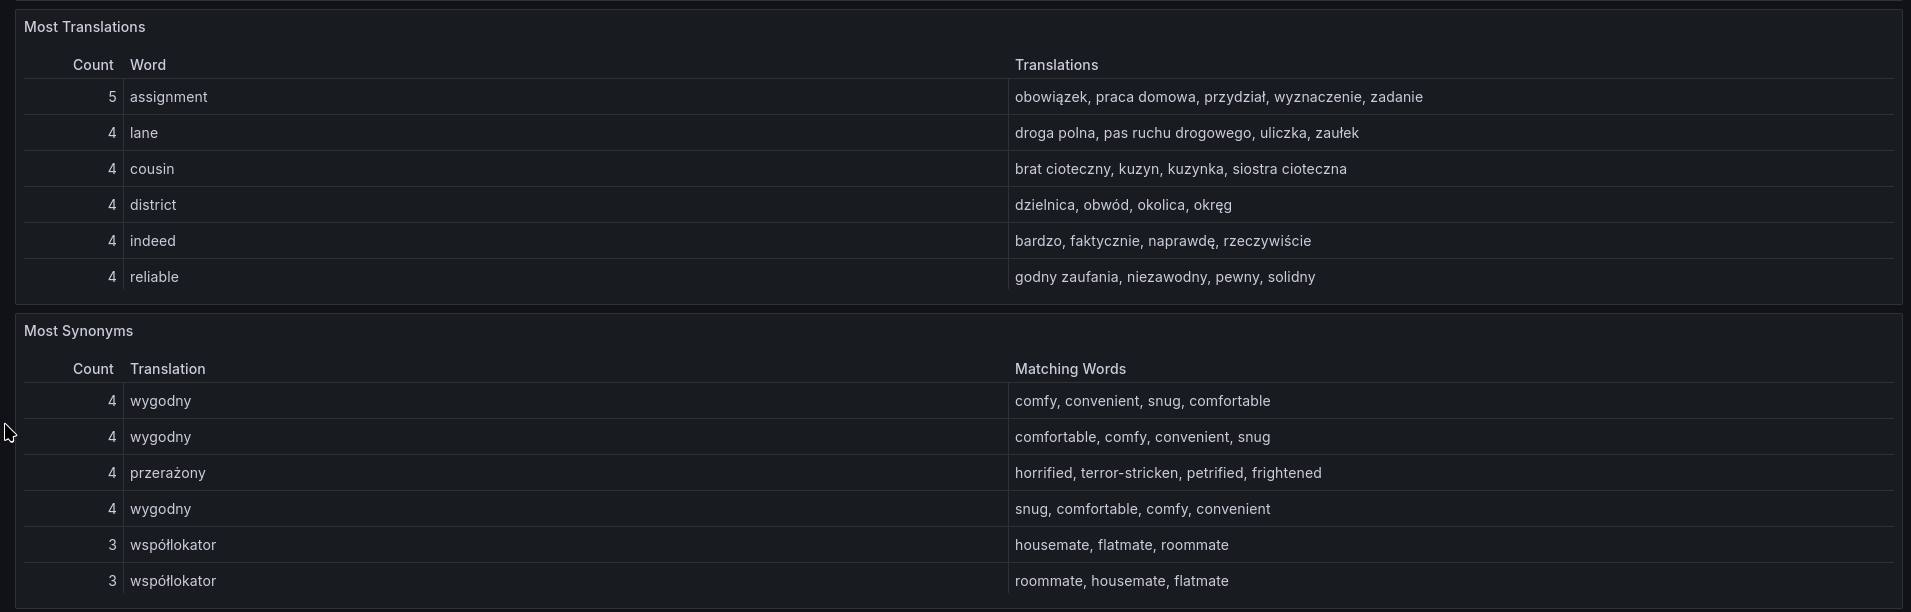 Most Translations
Count Word Translations
5 assignment obowiązek, praca domowa, przydział, wyznaczenie, zadanie
4 lane droga polna, pas ruchu drogowego, uliczka, zaułek
4 cousin brat cioteczny, kuzyn, kuzynka, siostra cioteczna
4 district dzielnica, obwód, okolica, okręg
4 indeed bardzo, faktycznie, naprawdę, rzeczywiście
4 reliable godny zaufania, niezawodny, pewny, solidny
Most Synonyms
Count Translation Matching Words
4 wygodny comfy, convenient, snug, comfortable
4 wygodny comfortable, comfy, convenient, snug
4 przerażony horrified, terror-stricken, petrified, frightened
4 wygodny snug, comfortable, comfy, convenient
3 współlokator housemate, flatmate, roommate
3 współlokator roommate, housemate, flatmate